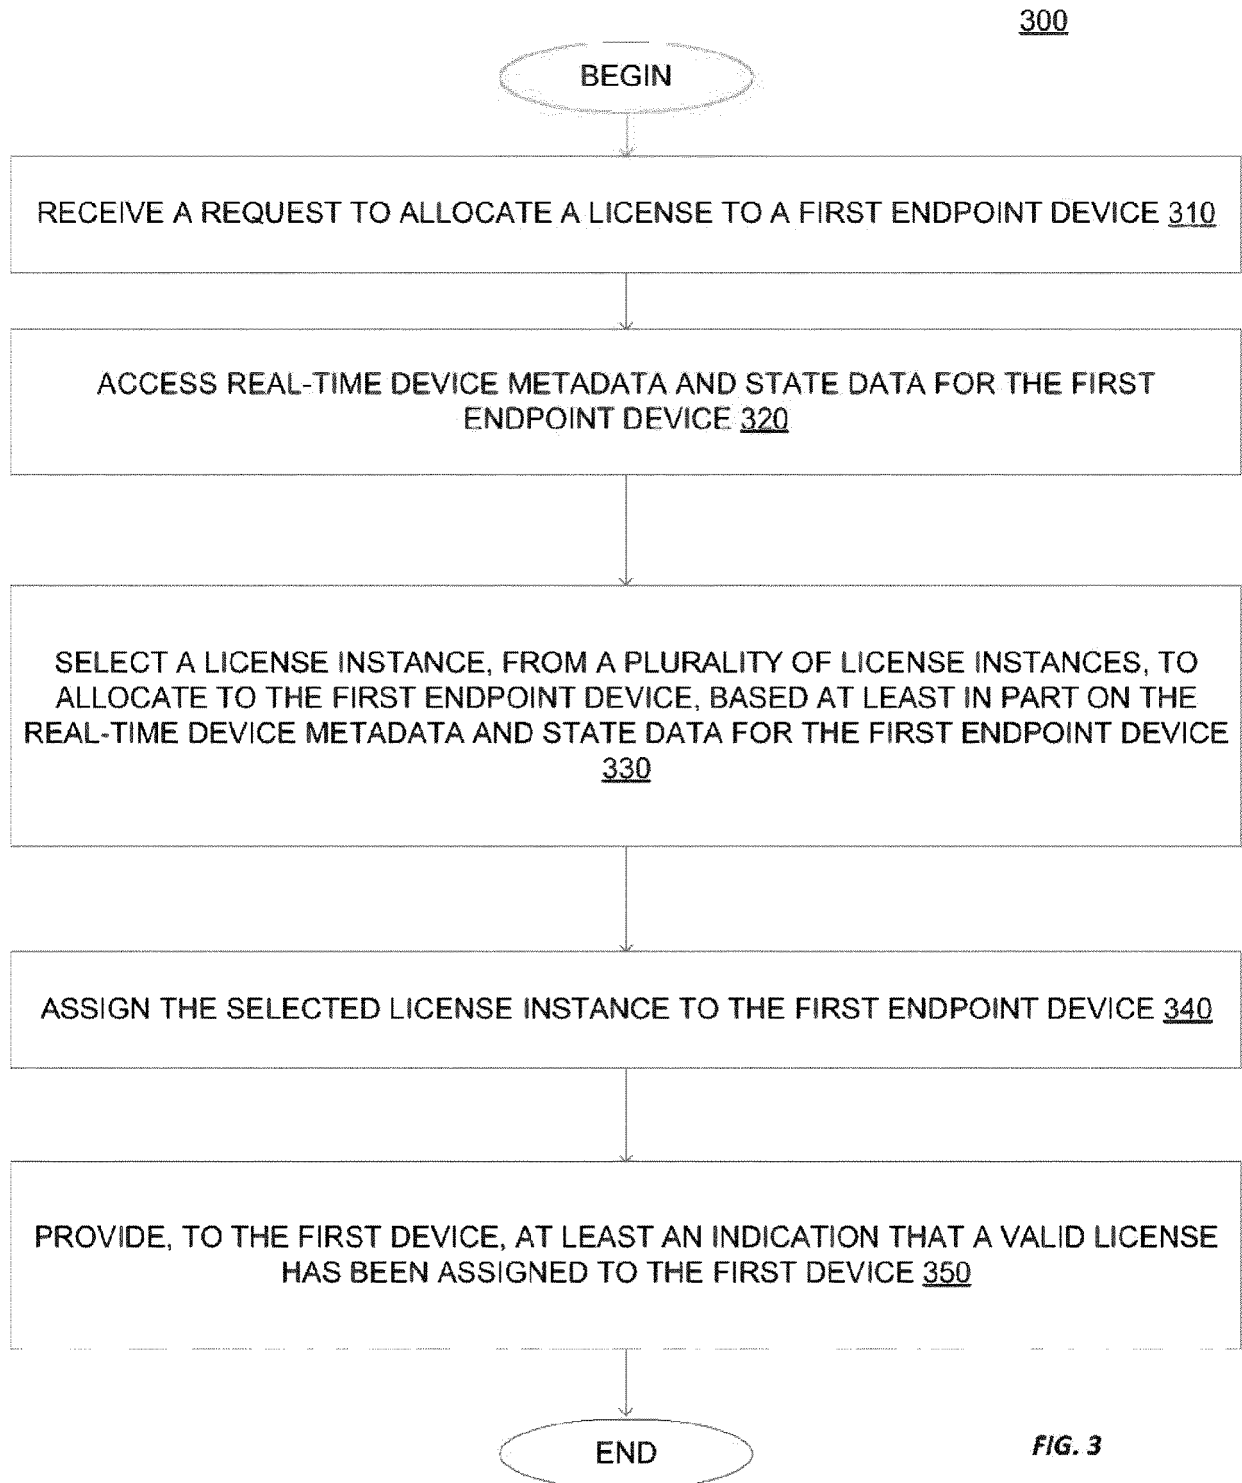 300
BEGIN
RECEIVE A REQUEST TO ALLOCATE A LICENSE TO A FIRST ENDPOINT DEVICE 310
ACCESS REAL-TIME DEVICE METADATA AND STATE DATA FOR THE FIRST
ENDPOINT DEVICE 320
SELECT A LICENSE INSTANCE, FROM A PLURALITY OF LICENSE INSTANCES, TO
ALLOCATE TO THE FIRST ENDPOINT DEVICE, BASED AT LEAST IN PART ON THE
REAL-TIME DEVICE METADATA AND STATE DATA FOR THE FIRST ENDPOINT DEVICE
330
ASSIGN THE SELECTED LICENSE INSTANCE TO THE FIRST ENDPOINT DEVICE 340
PROVIDE, TO THE FIRST DEVICE, AT LEAST AN INDICATION THAT A VALID LICENSE
HAS BEEN ASSIGNED TO THE FIRST DEVICE 350
END
FIG. 3